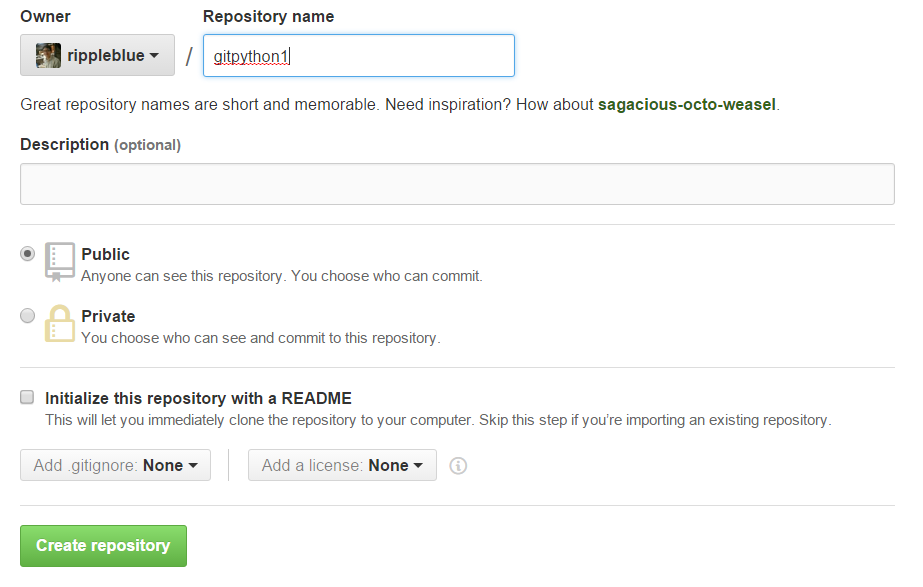 Owner
Repository name
rippleblue
/
gitpython1
Great repository names are short and memorable. Need inspiration? How about sagacious-octo-weasel.
Description (optional)
Public
Anyone can see this repository. You choose who can commit.
Private
You choose who can see and commit to this repository.
Initialize this repository with a README
This will let you immediately clone the repository to your computer. Skip this step if you’re importing an existing repository.
Add .gitignore: None
Add a license: None
Create repository